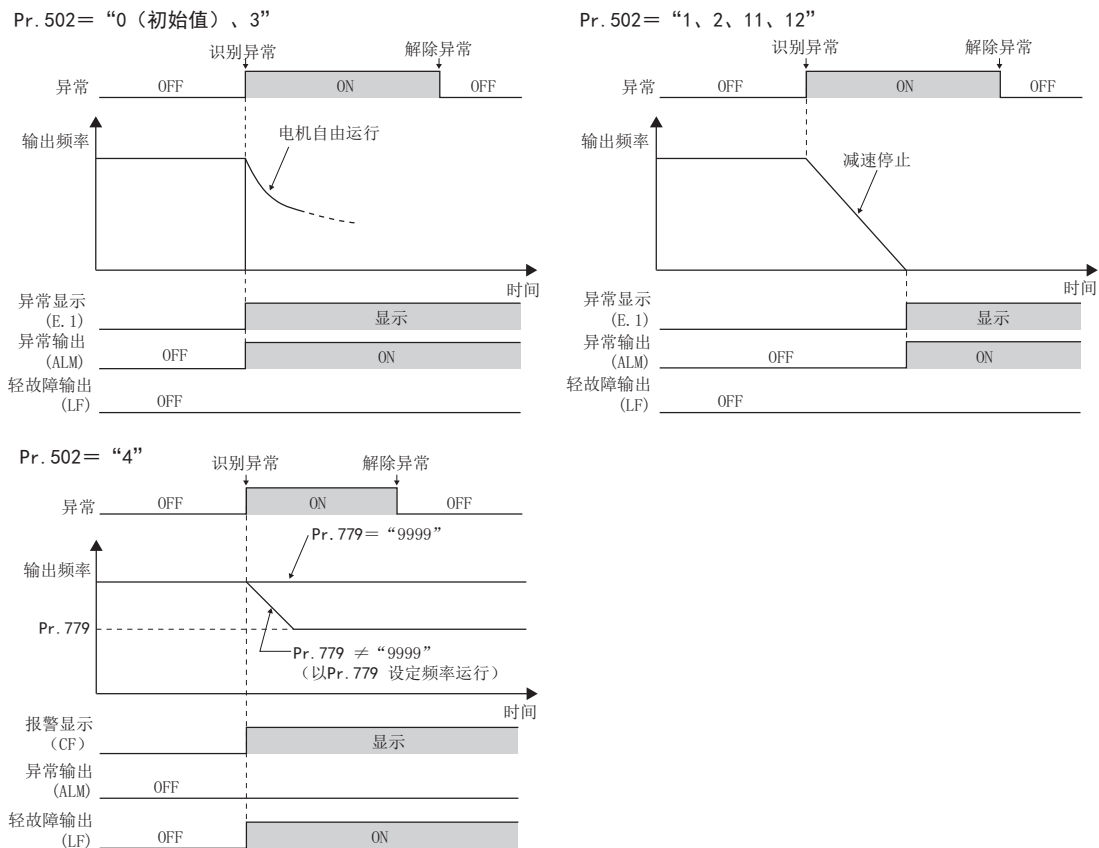 Pr.502＝“0（初始值）、3”
识别异常
解除异常
异常
OFF
ON
OFF
输出频率
电机自由运行
时间
异常显示
(E.1)
显示
异常输出
(ALM)
OFF
ON
轻故障输出
(LF)
OFF
Pr.502＝“1、2、11、12”
识别异常
解除异常
异常
OFF
ON
OFF
输出频率
减速停止
时间
异常显示
(E.1)
显示
异常输出
(ALM)
OFF
ON
轻故障输出
(LF)
OFF
Pr.502＝“4”
识别异常
解除异常
异常
OFF
ON
OFF
Pr.779＝“9999”
输出频率
Pr.779
Pr.779 ≠“9999”
（以Pr.779 设定频率运行）
时间
报警显示
（CF）
显示
异常输出
(ALM)
OFF
轻故障输出
(LF)
OFF
ON